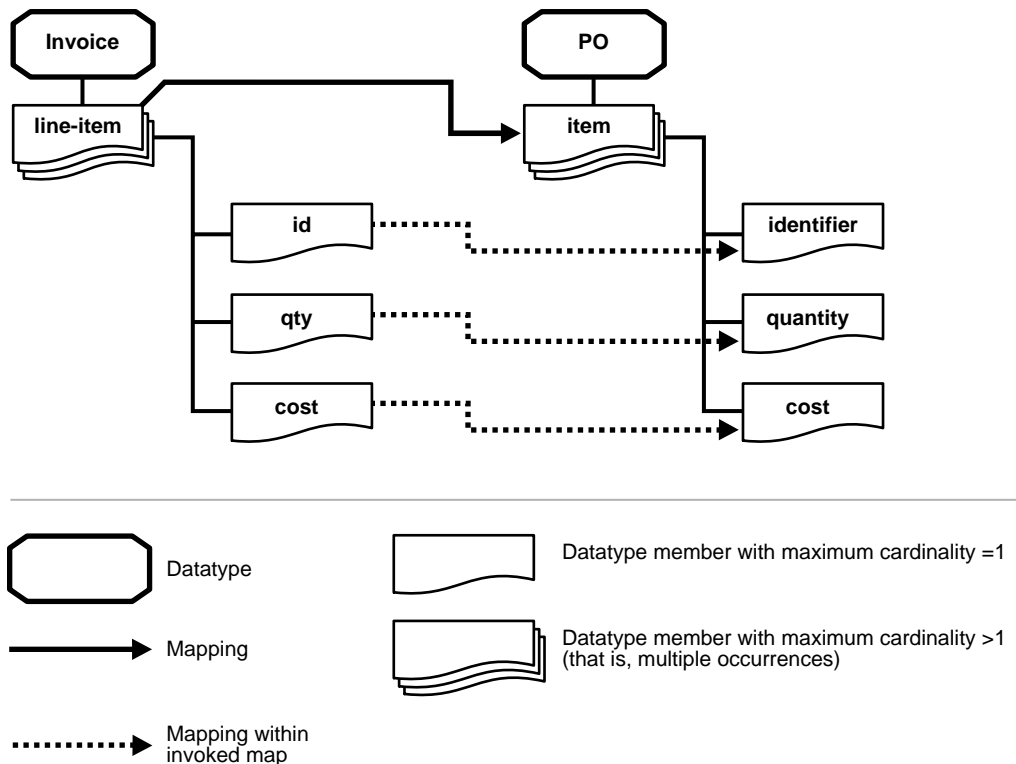 Invoice
PO
line-item
item
id
identifier
qty
quantity
cost
cost
Datatype
Datatype member with maximum cardinality =1
Mapping
Datatype member with maximum cardinality >1
(that is, multiple occurrences)
Mapping within
invoked map